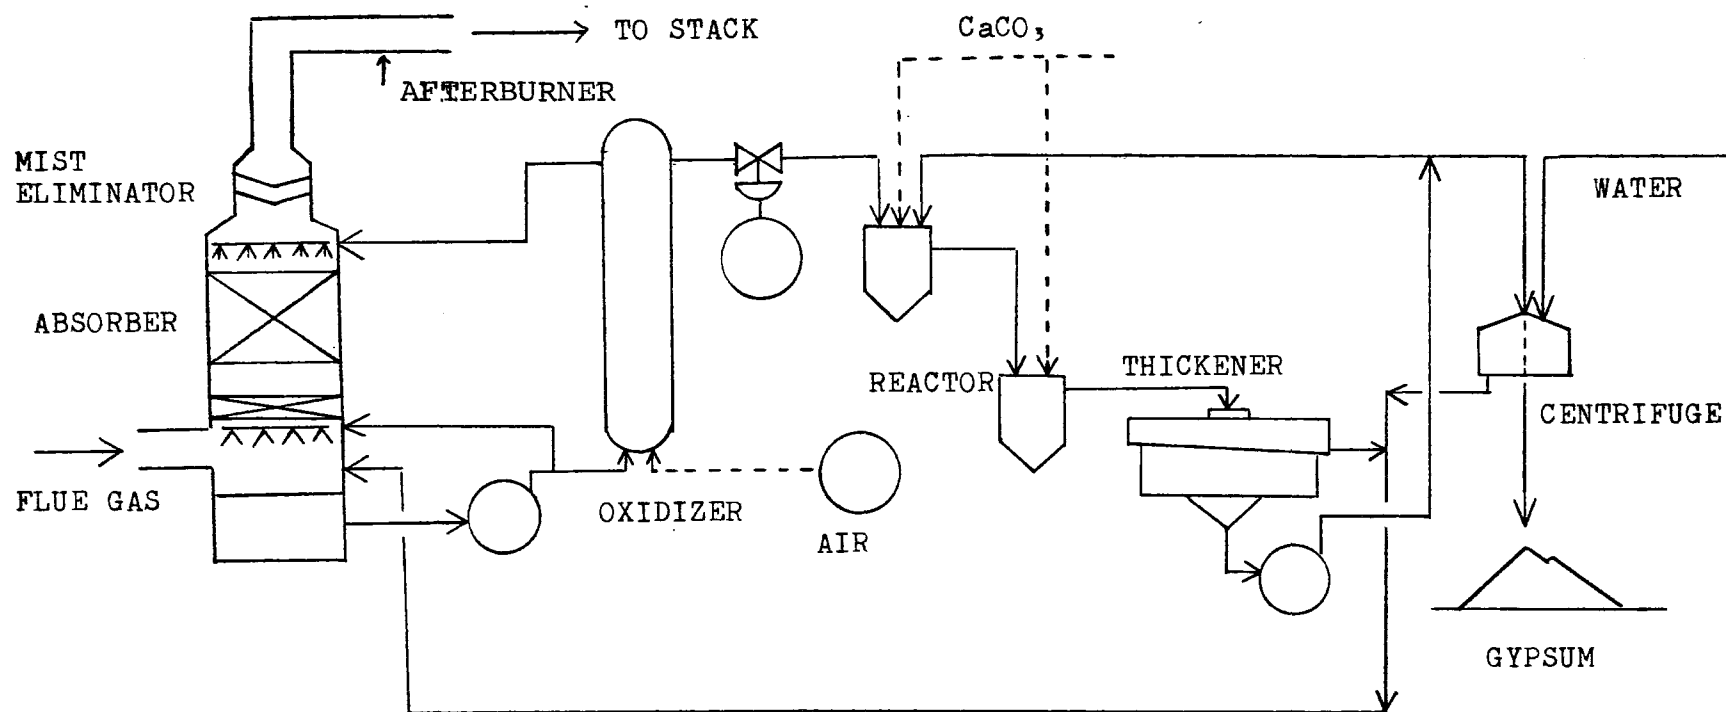 TO STACK
CaCO₃
AFTERBURNER
MIST
ELIMINATOR
WATER
ABSORBER
THICKENER
REACTOR
CENTRIFUGE
FLUE GAS
OXIDIZER
AIR
GYPSUM